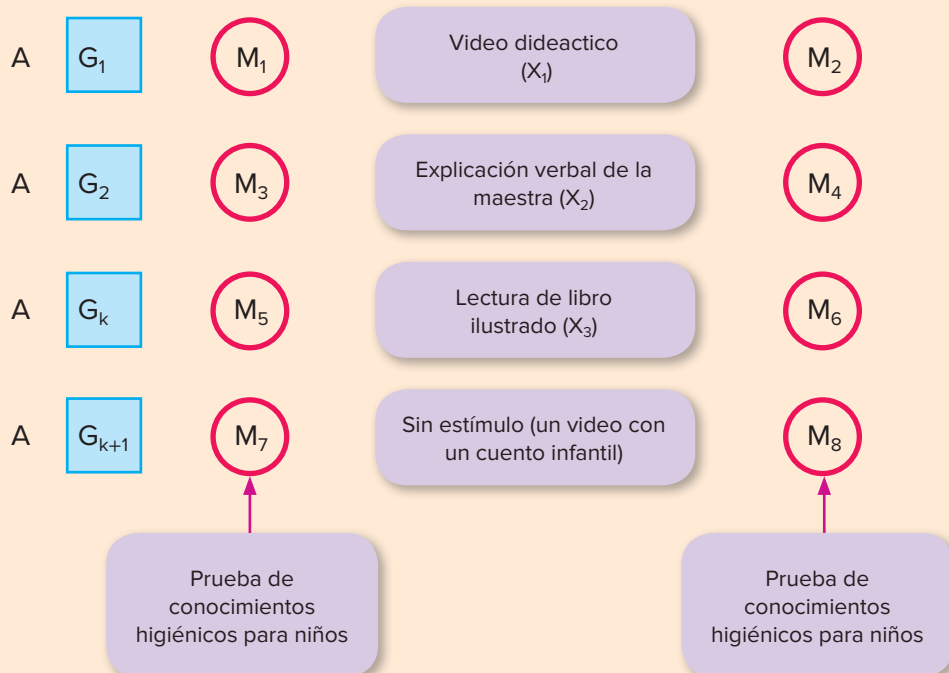 A G₁ M₁ Video dideactico M₂
(X₁)
A G₂ M₃ Explicación verbal de la M₄
maestra (X₂)
A Gₖ M₅ Lectura de libro M₆
ilustrado (X₃)
A Gₖ₊₁ M₇ Sin estímulo (un video con M₈
un cuento infantil)
Prueba de
conocimientos
higiénicos para niños
Prueba de
conocimientos
higiénicos para niños